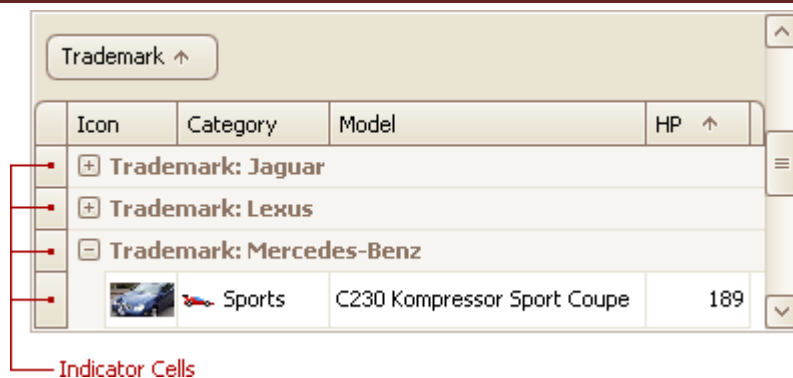 Trademark
Icon Category Model HP
Trademark: Jaguar
Trademark: Lexus
Trademark: Mercedes-Benz
Sports C230 Kompressor Sport Coupe 189
Indicator Cells